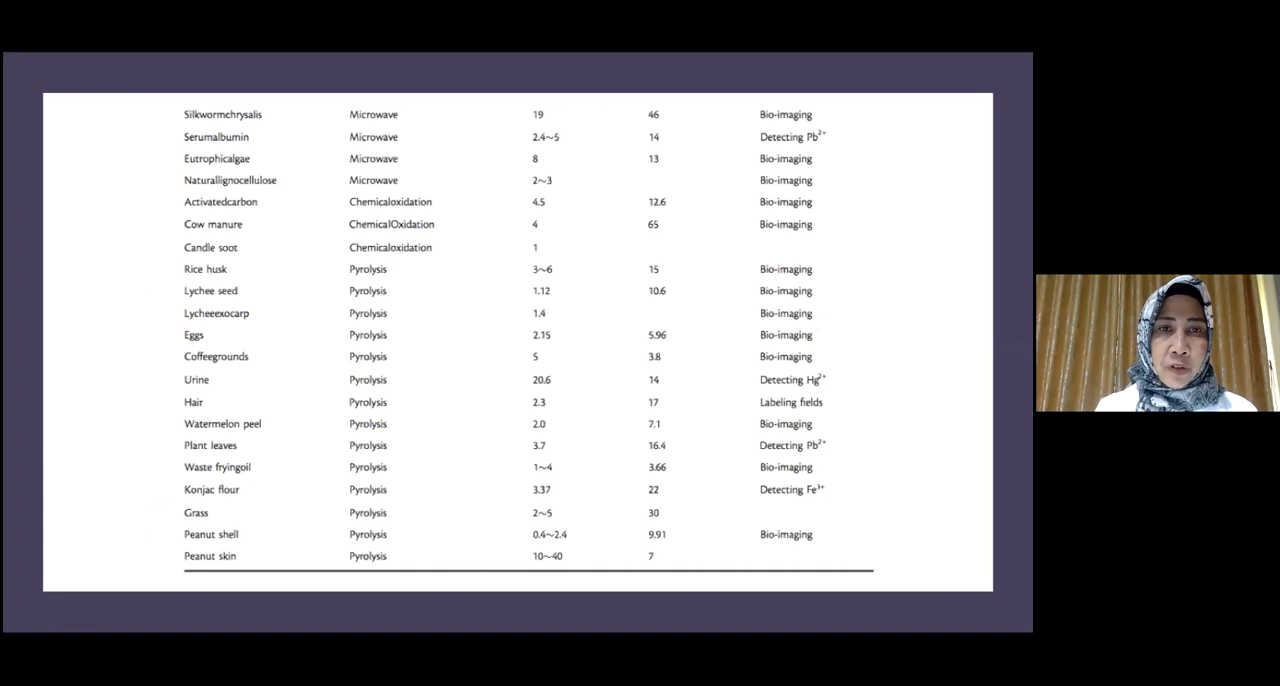 Silkwormchrysalis Microwave 19 46 Bio-imaging
Serumalbumin Microwave 2.4~5 14 Detecting Pb2+
Eutrophicalgae Microwave 8 13 Bio-imaging
Naturallignocellulose Microwave 2~3 Bio-imaging
Activatedcarbon Chemicaloxidation 4.5 12.6 Bio-imaging
Cow manure ChemicalOxidation 4 65 Bio-imaging
Candle soot Chemicaloxidation 1
Rice husk Pyrolysis 3~6 15 Bio-imaging
Lychee seed Pyrolysis 1.12 10.6 Bio-imaging
Lycheeexocarp Pyrolysis 1.4 Bio-imaging
Eggs Pyrolysis 2.15 5.96 Bio-imaging
Coffeegrounds Pyrolysis 5 3.8 Bio-imaging
Urine Pyrolysis 20.6 14 Detecting Hg2+
Hair Pyrolysis 2.3 17 Labeling fields
Watermelon peel Pyrolysis 2.0 7.1 Bio-imaging
Plant leaves Pyrolysis 3.7 16.4 Detecting Pb2+
Waste fryingoil Pyrolysis 1~4 3.66 Bio-imaging
Konjac flour Pyrolysis 3.37 22 Detecting Fe3+
Grass Pyrolysis 2~5 30
Peanut shell Pyrolysis 0.4~2.4 9.91 Bio-imaging
Peanut skin Pyrolysis 10~40 7